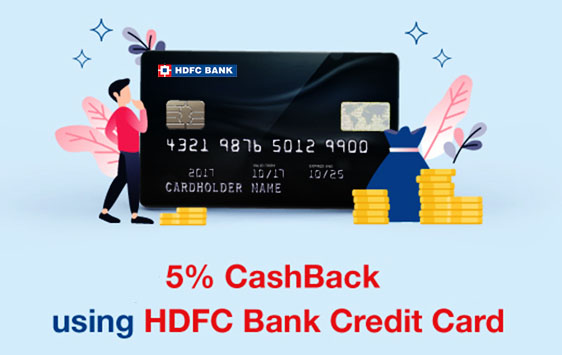 HDFC BANK
4321 9876 5012 9900
2017 10/17 10/25
CARDHOLDER NAME
5% CashBack
using HDFC Bank Credit Card